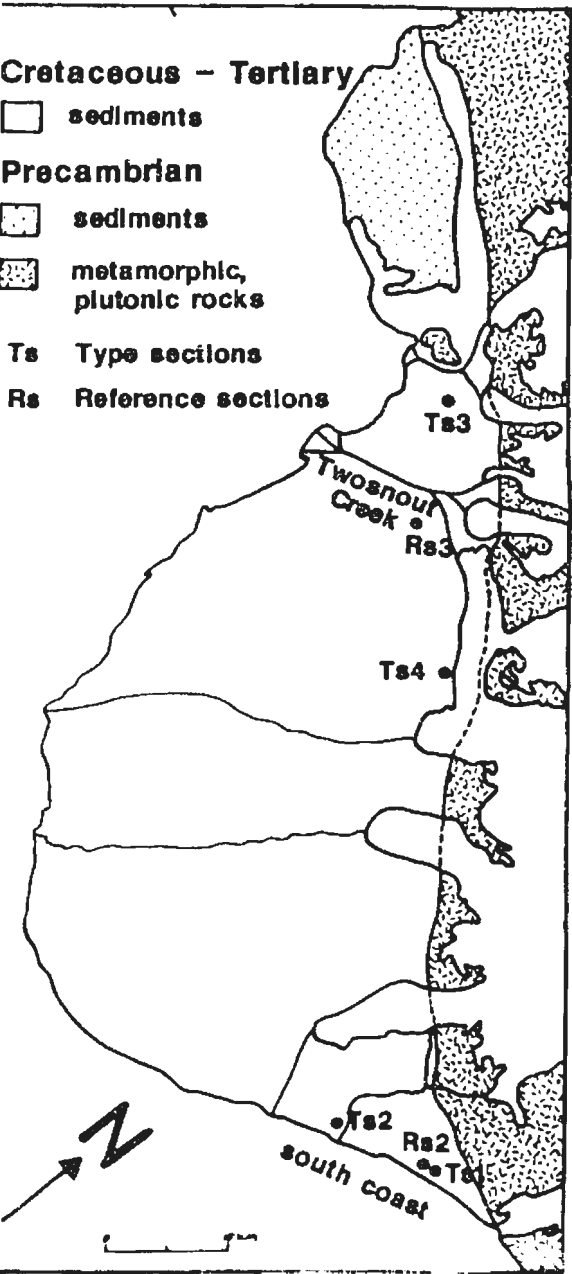 Cretaceous - Tertiary
sediments
Precambrian
sediments
metamorphic,
plutonic rocks
Ts Type sections
Rs Reference sections
Ts3
Twosnout
Creek
Rs3
Ts4
Ts2
Rs2
Ts1
south coast
N